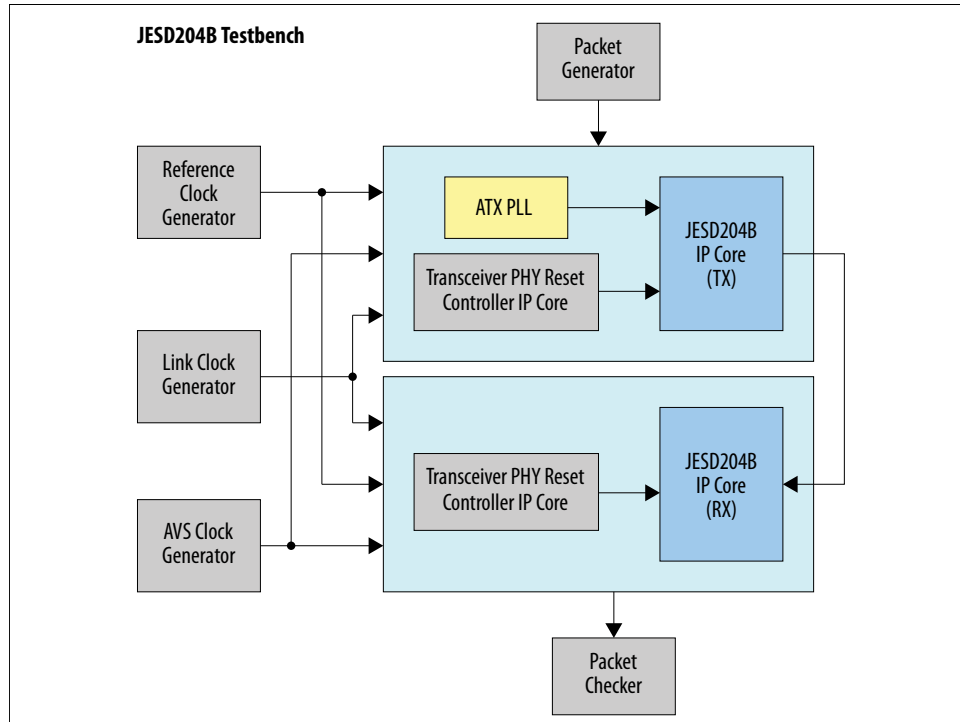 JESD204B Testbench
Packet
Generator
Reference
Clock
Generator
ATX PLL
JESD204B
IP Core
(TX)
Transceiver PHY Reset
Controller IP Core
Link Clock
Generator
Transceiver PHY Reset
Controller IP Core
JESD204B
IP Core
(RX)
AVS Clock
Generator
Packet
Checker